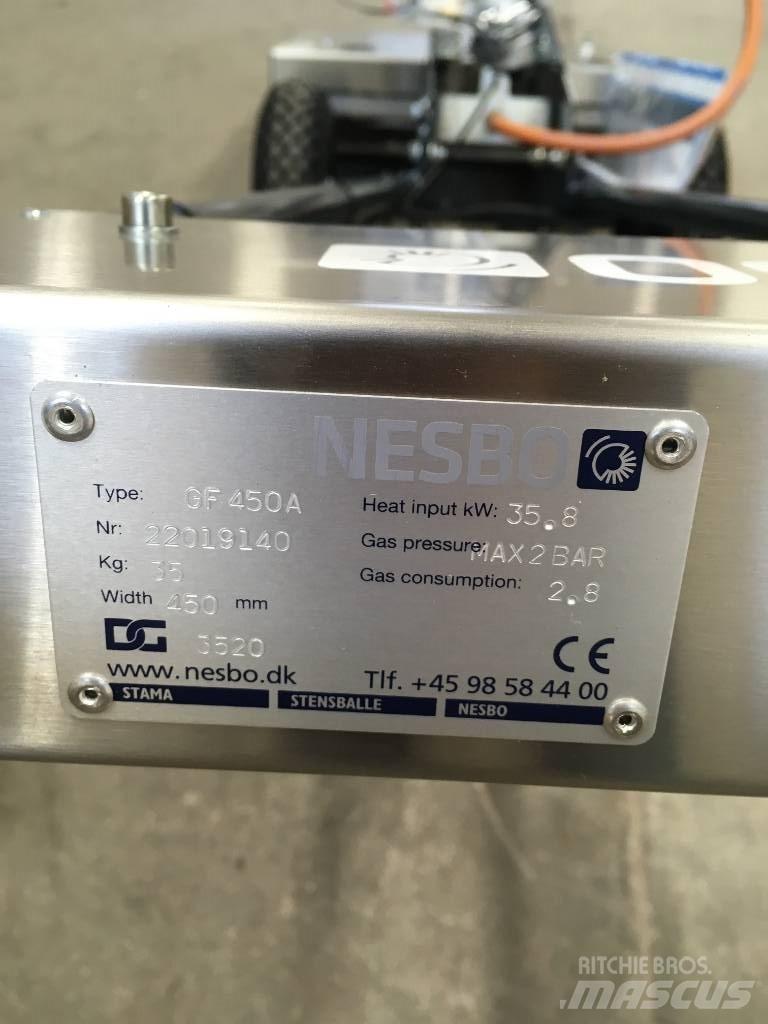 NESBO
Type: GF 450A
Nr: 22019140
Kg: 35
Width 450 mm
DG 3520
Heat input kW: 35.8
Gas pressure: MAX 2 BAR
Gas consumption: 2.8
CE
www.nesbo.dk
Tlf. +45 98 58 44 00
STAMA
STENSBALLE
NESBO
RITCHIE BROS.
MASCUS